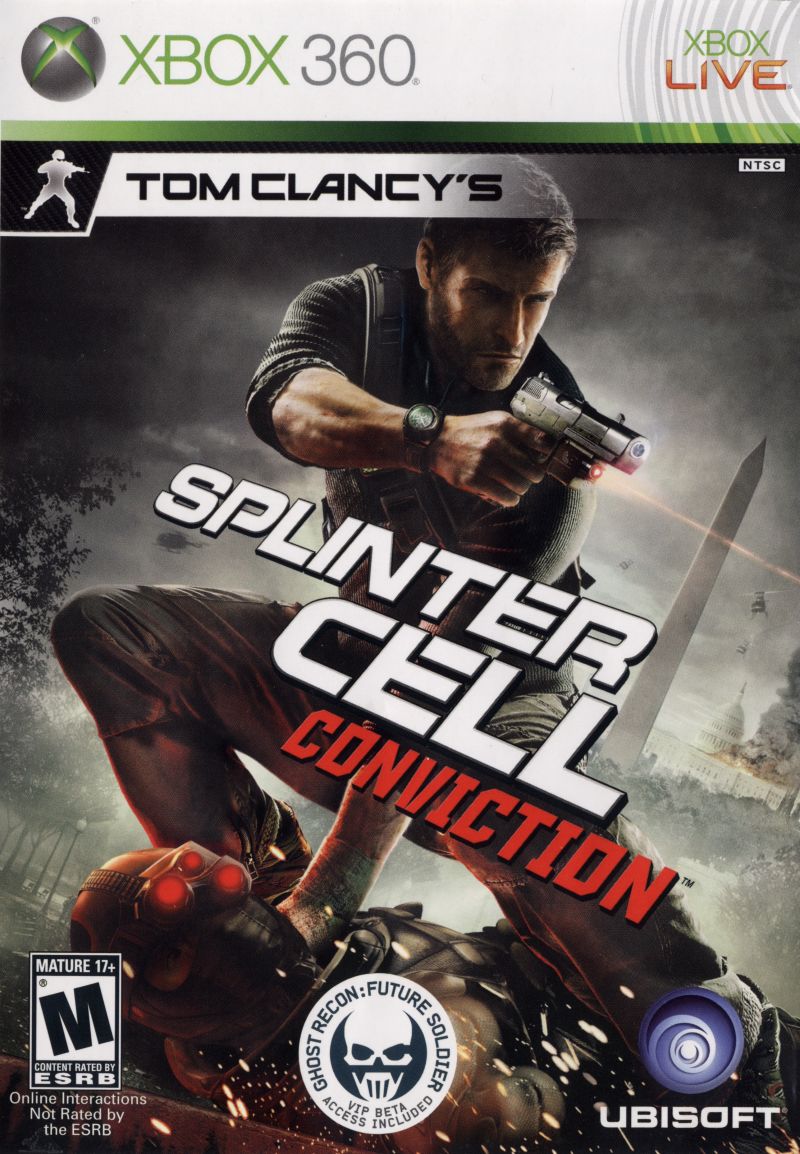 XBOX 360®
XBOX
LIVE®
NTSC
TOM CLANCY'S
SPLINTER
CELL
CONVICTION™
MATURE 17+
M®
CONTENT RATED BY
ESRB
Online Interactions
Not Rated by
the ESRB
GHOST RECON: FUTURE SOLDIER
VIP BETA
ACCESS INCLUDED
UBISOFT®